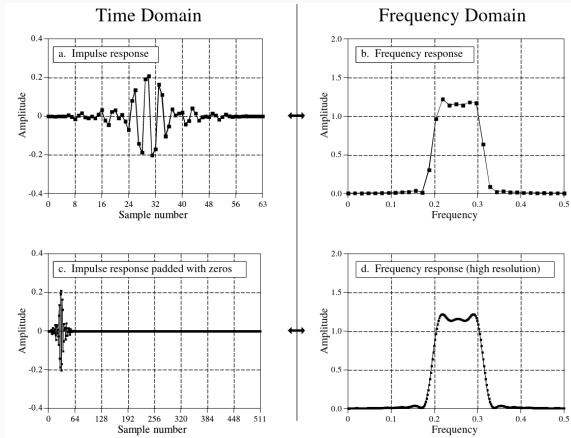 Time Domain
Frequency Domain
a. Impulse response
Amplitude
0.4
0.2
0
-0.2
-0.4
0 8 16 24 32 40 48 56 63
Sample number
b. Frequency response
Amplitude
2.0
1.5
1.0
0.5
0.0
0 0.1 0.2 0.3 0.4 0.5
Frequency
c. Impulse response padded with zeros
Amplitude
0.4
0.2
0
-0.2
-0.4
0 64 128 192 256 320 384 448 511
Sample number
d. Frequency response (high resolution)
Amplitude
2.0
1.5
1.0
0.5
0.0
0 0.1 0.2 0.3 0.4 0.5
Frequency